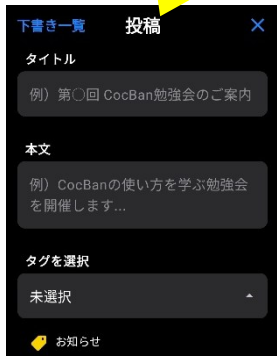 下書き一覧 投稿 ×
タイトル
例）第○回 CocBan勉強会のご案内
本文
例）CocBanの使い方を学ぶ勉強会
を開催します...
タグを選択
未選択
お知らせ